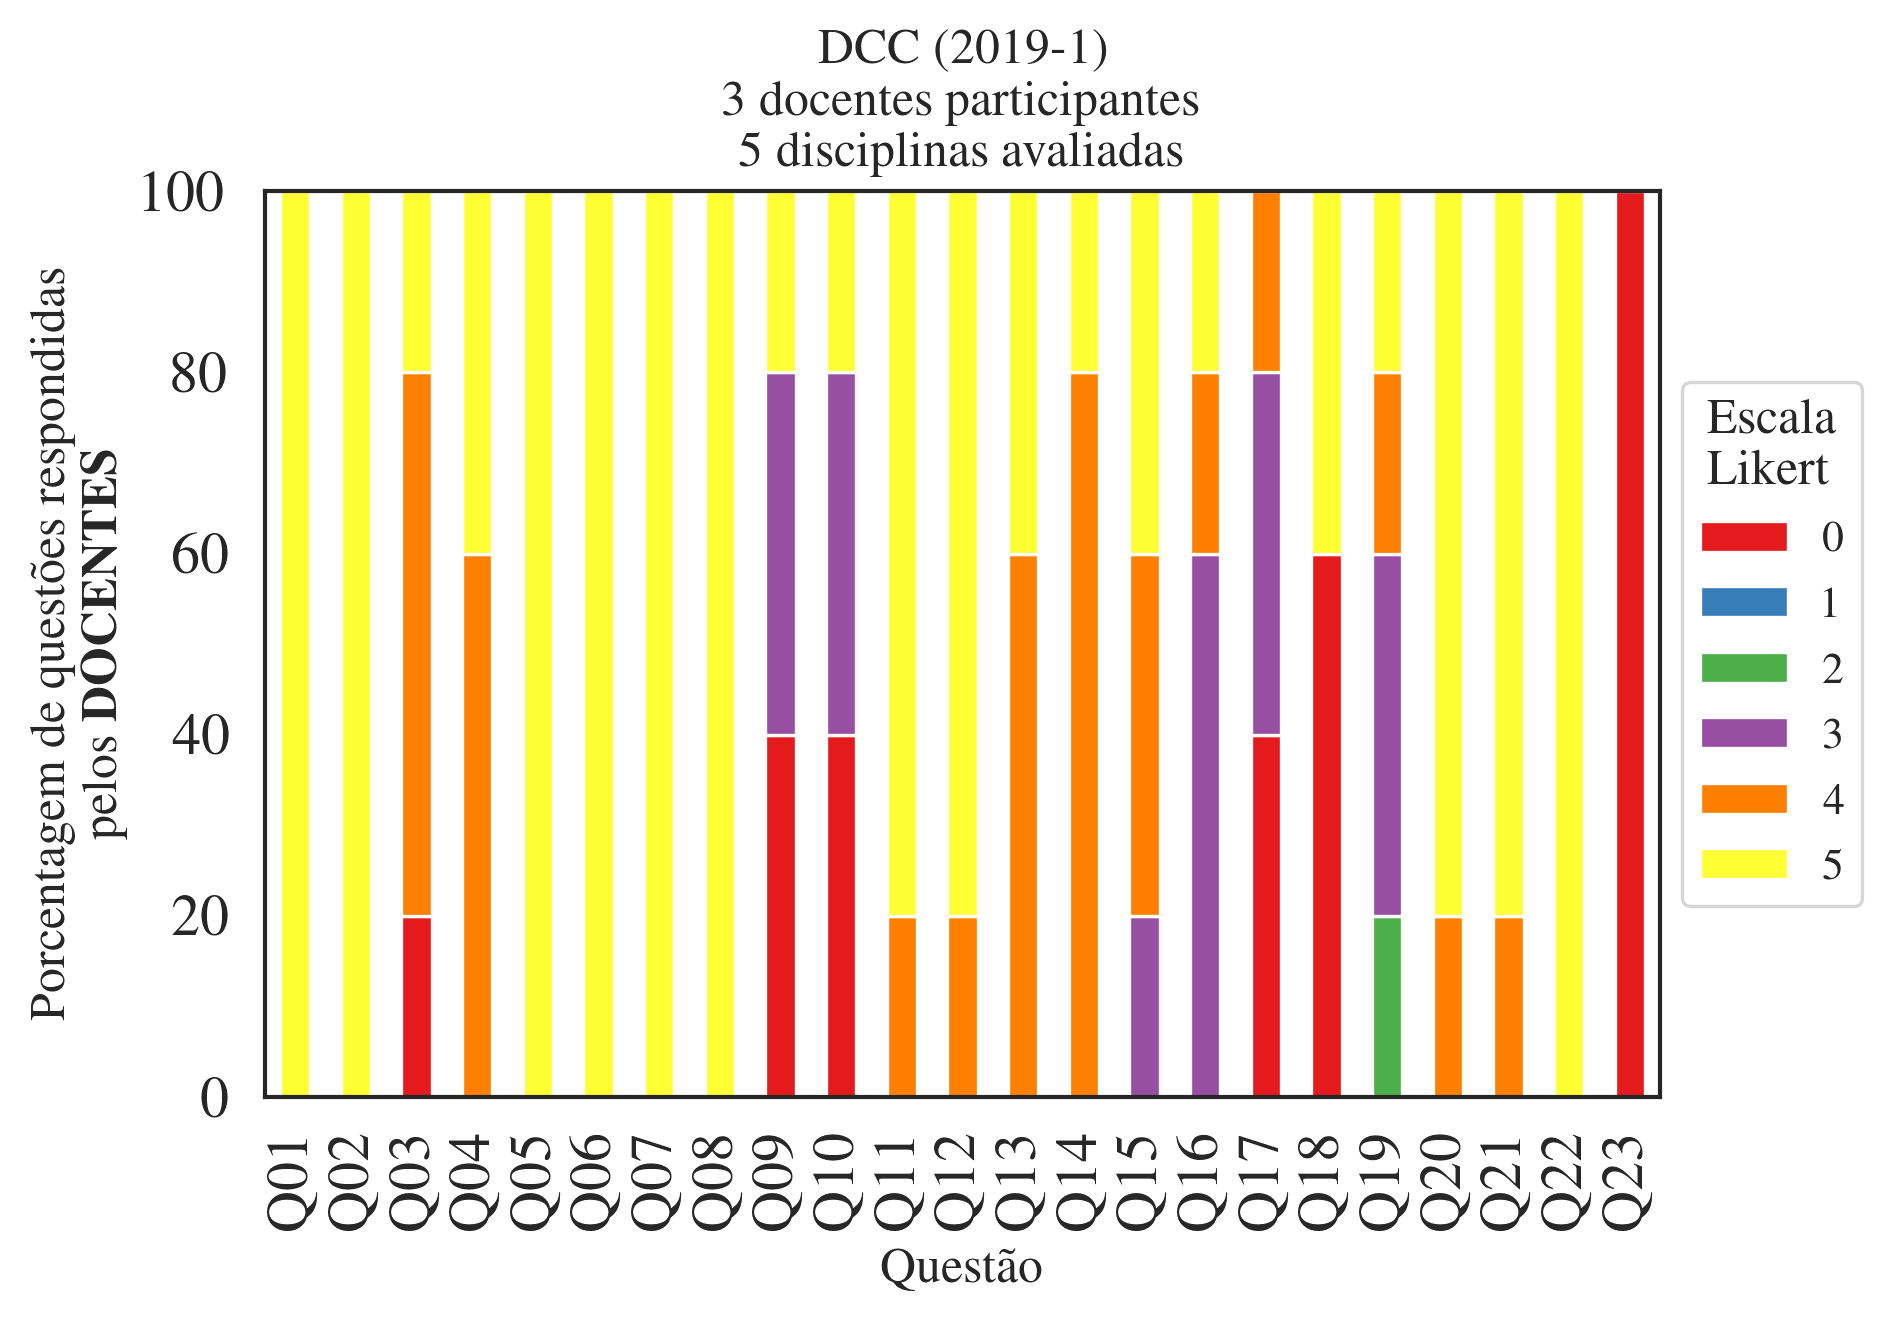 DCC (2019-1)
3 docentes participantes
5 disciplinas avaliadas
Porcentagem de questões respondidas
pelos DOCENTES
100
80
60
40
20
0
Q01
Q02
Q03
Q04
Q05
Q06
Q07
Q08
Q09
Q10
Q11
Q12
Q13
Q14
Q15
Q16
Q17
Q18
Q19
Q20
Q21
Q22
Q23
Questão
Escala
Likert
0
1
2
3
4
5